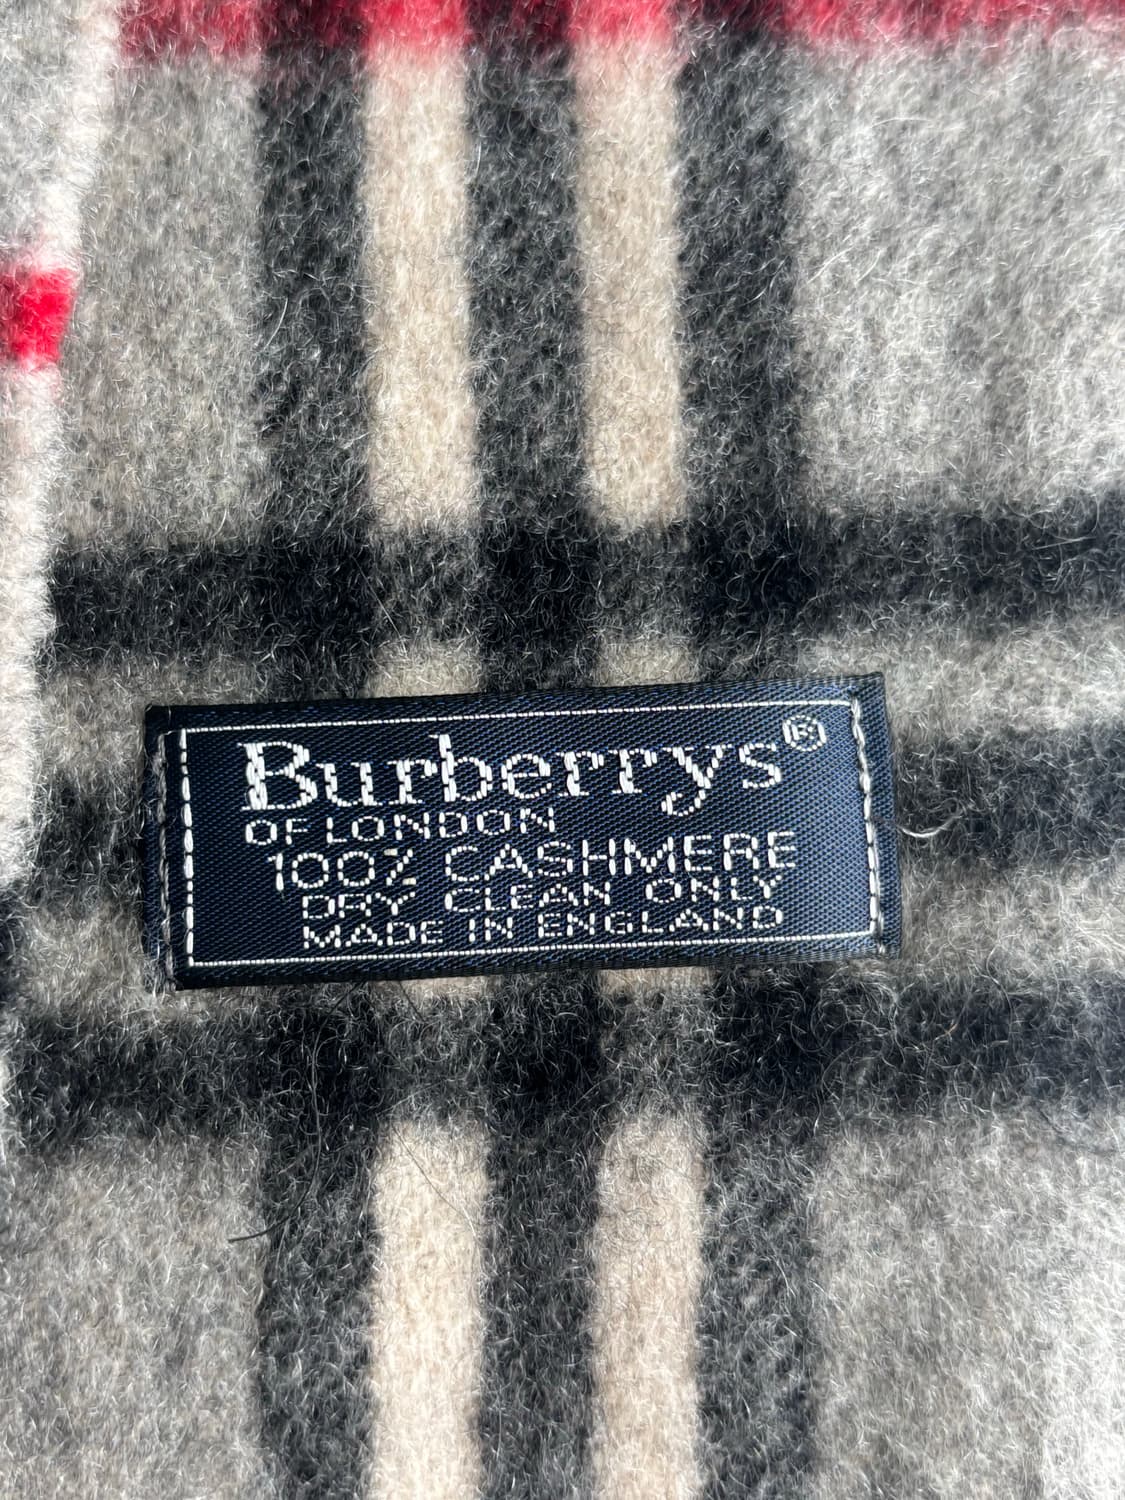 Burberrys®
OF LONDON
100% CASHMERE
DRY CLEAN ONLY
MADE IN ENGLAND